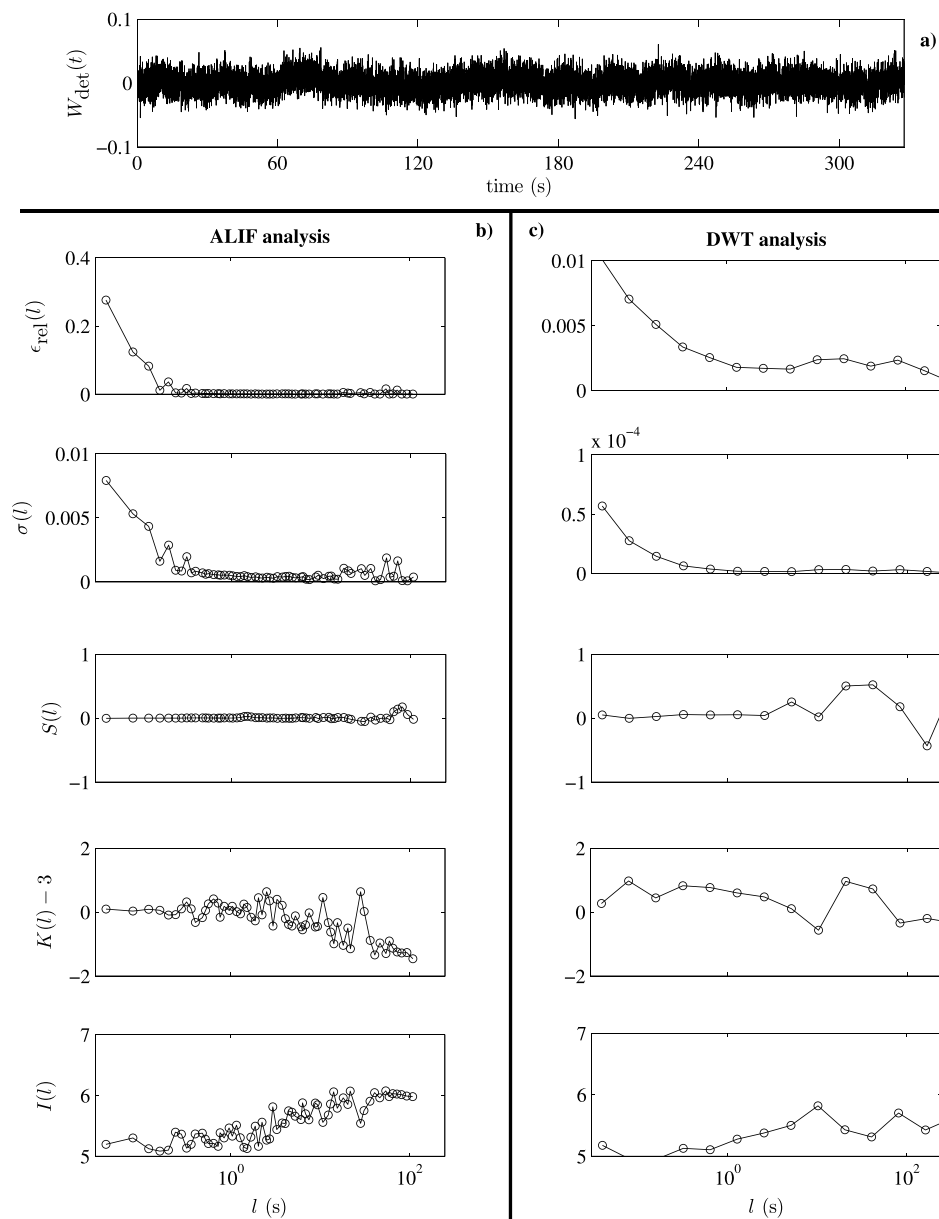 0.1
a)
W_det(t)
0
−0.1
0 60 120 180 240 300
time (s)
ALIF analysis b)
0.4
ϵ_rel(l)
0.2
0
0.01
σ(l)
0.005
0
1
S(l)
0
−1
2
K(l) − 3
0
−2
7
I(l)
6
5
10^0 10^2
l (s)
c) DWT analysis
0.01
0.005
0
x 10^−4
1
0.5
0
1
0
−1
2
0
−2
7
6
5
10^0 10^2
l (s)